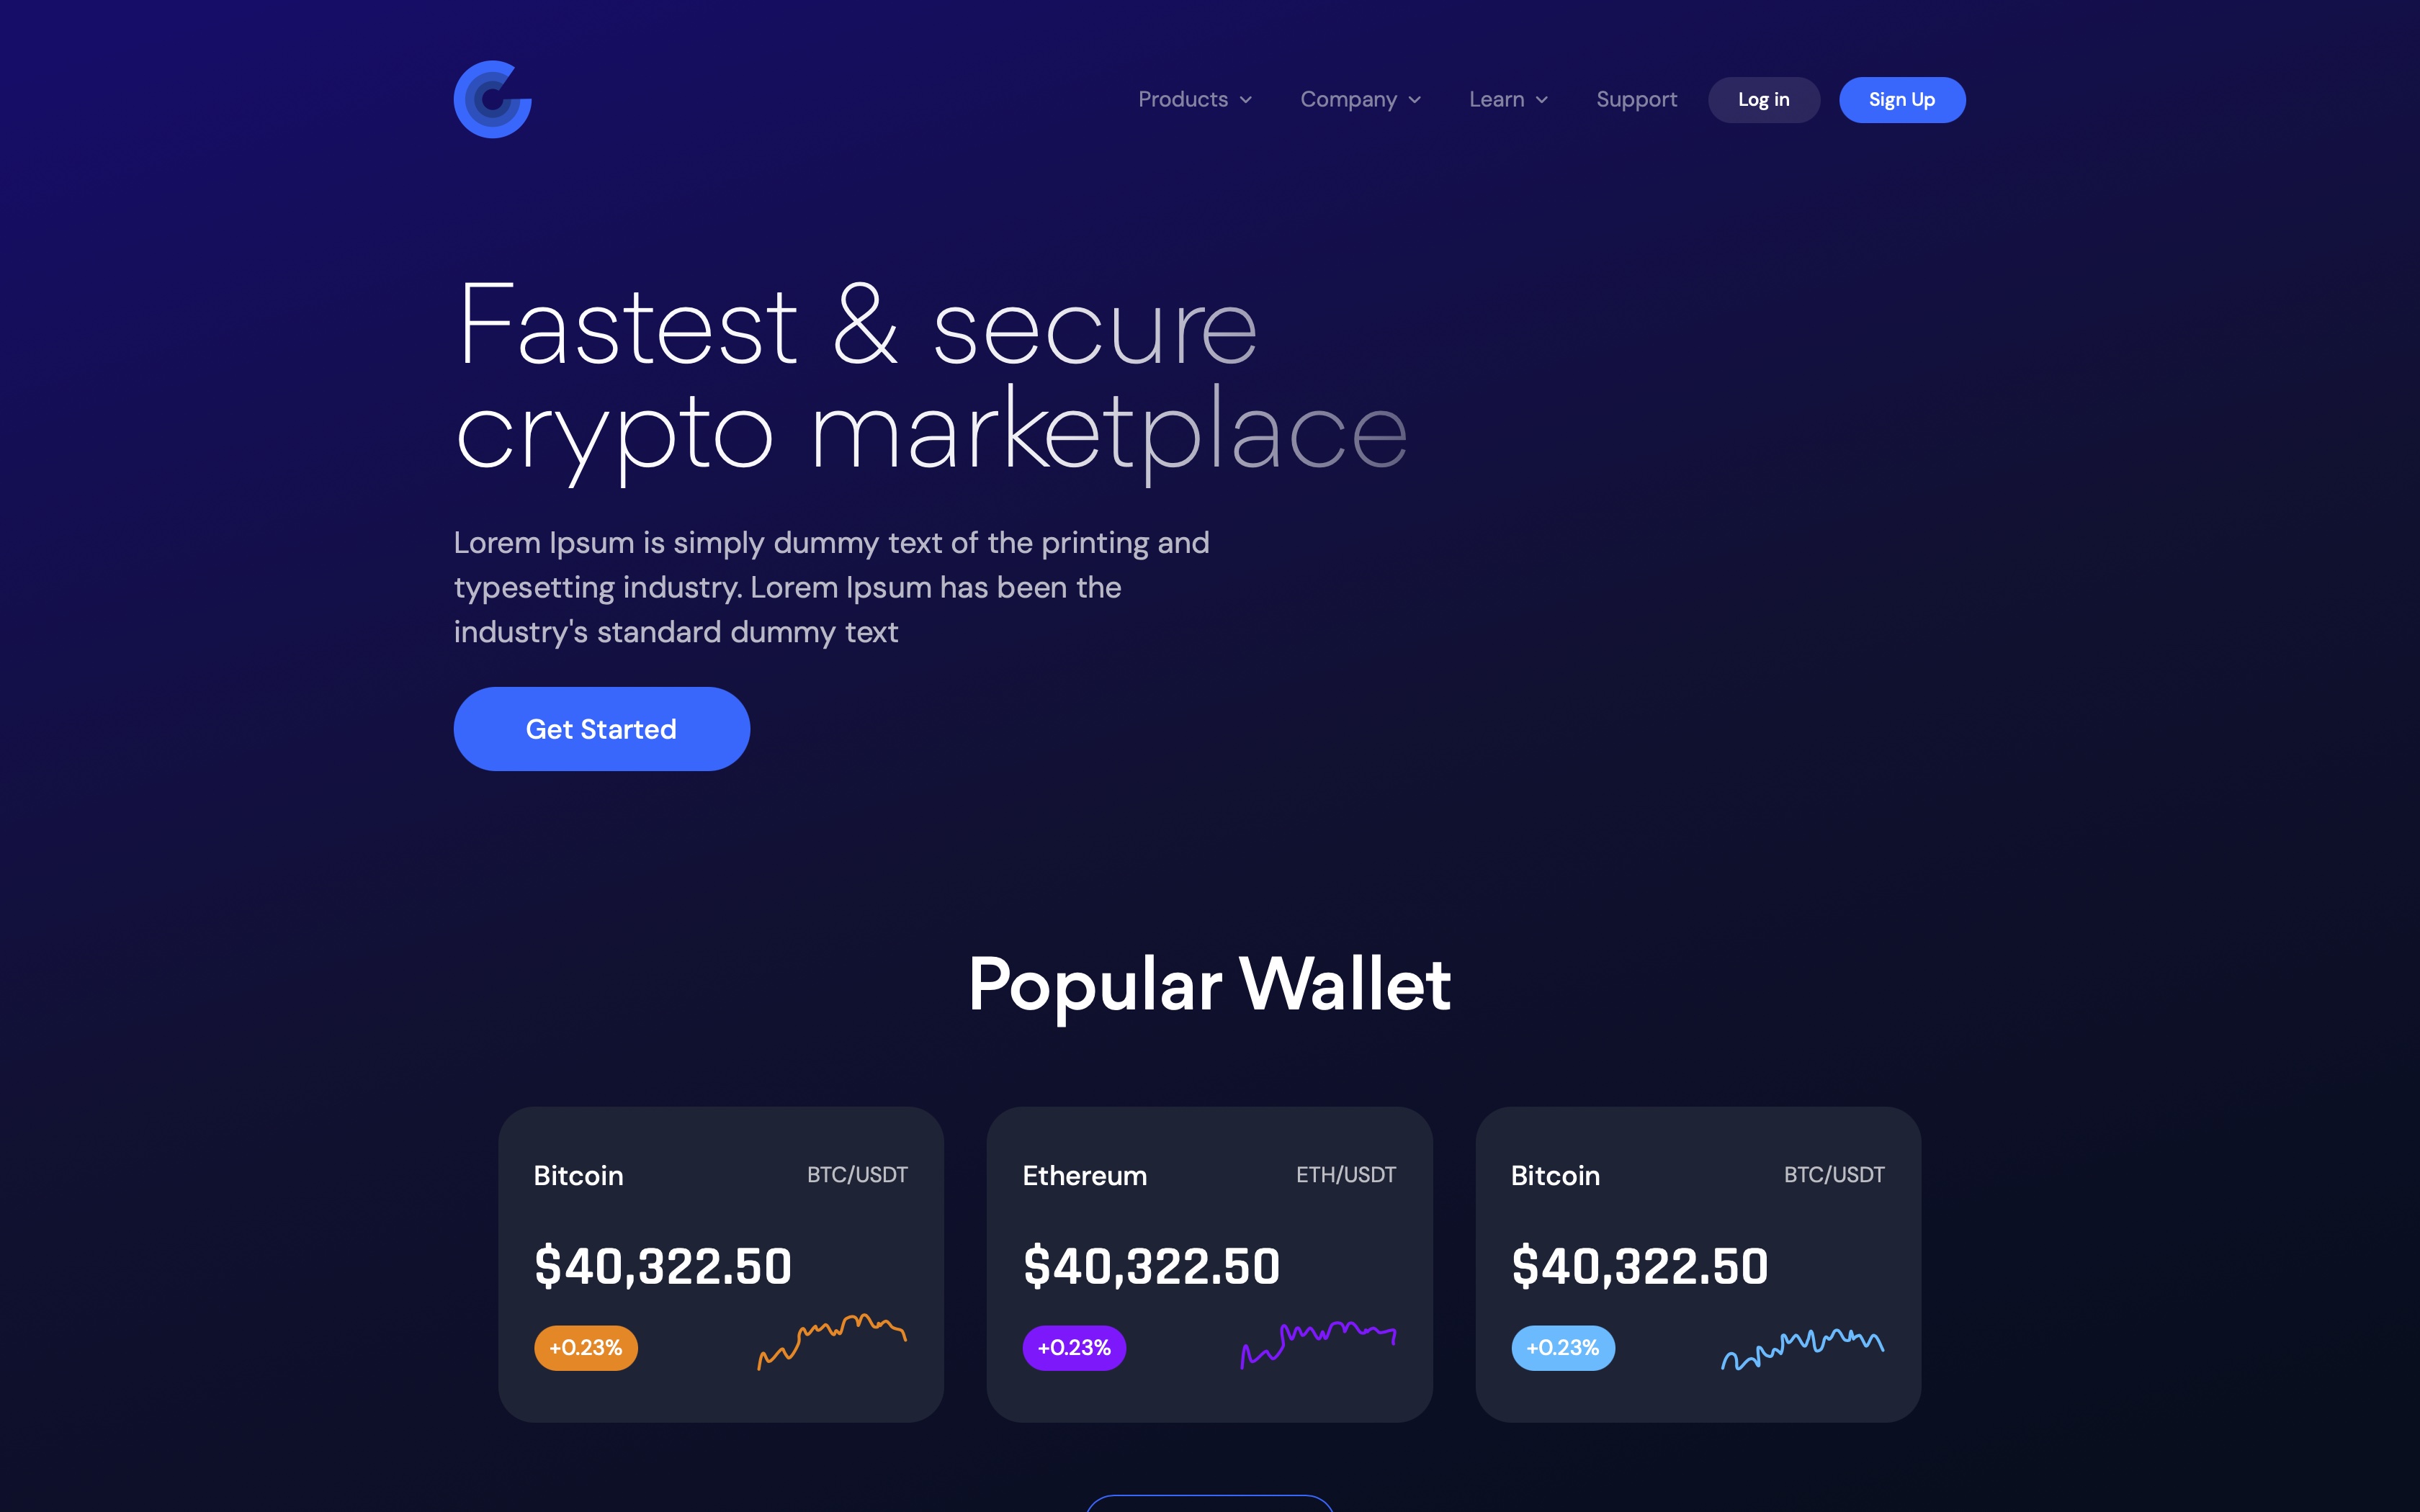 Products Company Learn Support Log in Sign Up
Fastest & secure
crypto marketplace
Lorem Ipsum is simply dummy text of the printing and
typesetting industry. Lorem Ipsum has been the
industry's standard dummy text
Get Started
Popular Wallet
Bitcoin BTC/USDT
$40,322.50
+0.23%
Ethereum ETH/USDT
$40,322.50
+0.23%
Bitcoin BTC/USDT
$40,322.50
+0.23%